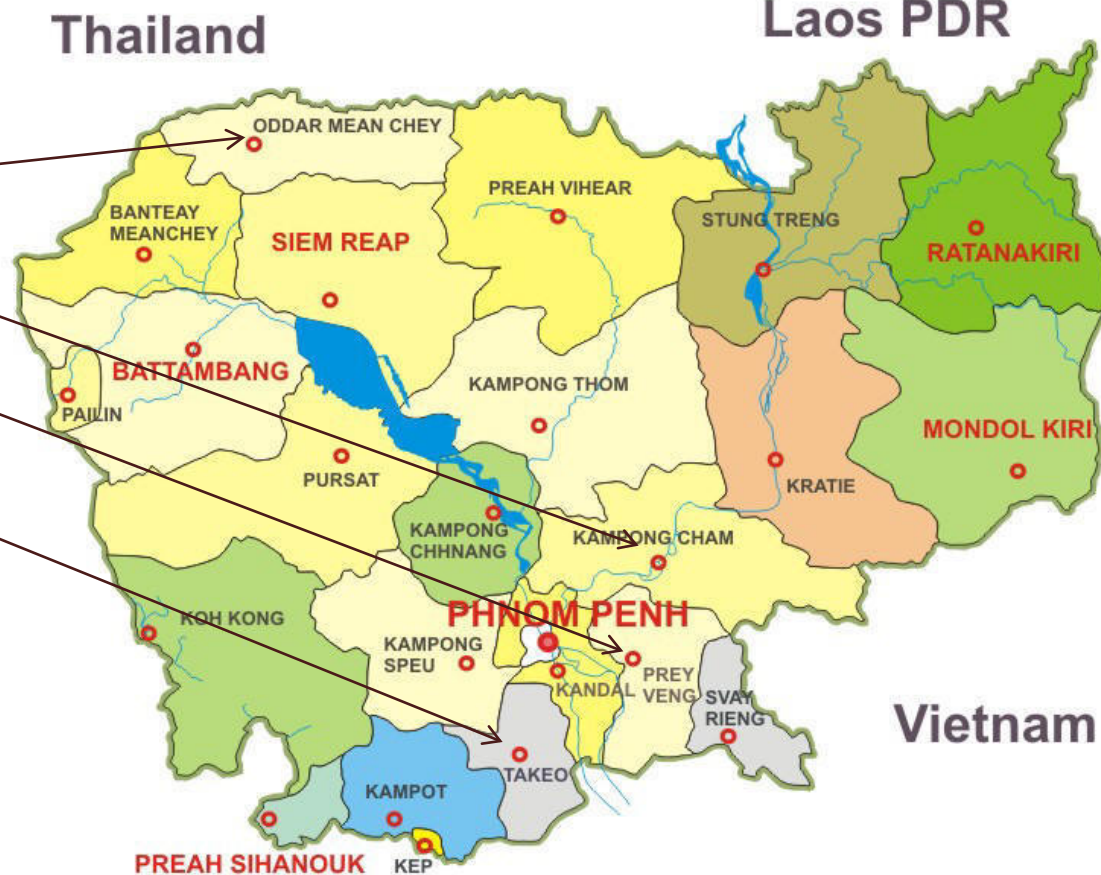 Thailand
Laos PDR
ODDAR MEAN CHEY
PREAH VIHEAR
BANTEAY
MEANCHEY
STUNG TRENG
SIEM REAP
RATANAKIRI
BATTAMBANG
KAMPONG THOM
PAILIN
MONDOL KIRI
PURSAT
KRATIE
KAMPONG
CHHNANG
KAMPONG CHAM
PHNOM PENH
KOH KONG
KAMPONG
SPEU
PREY
VENG
KANDAL
SVAY
RIENG
Vietnam
TAKEO
KAMPOT
PREAH SIHANOUK
KEP